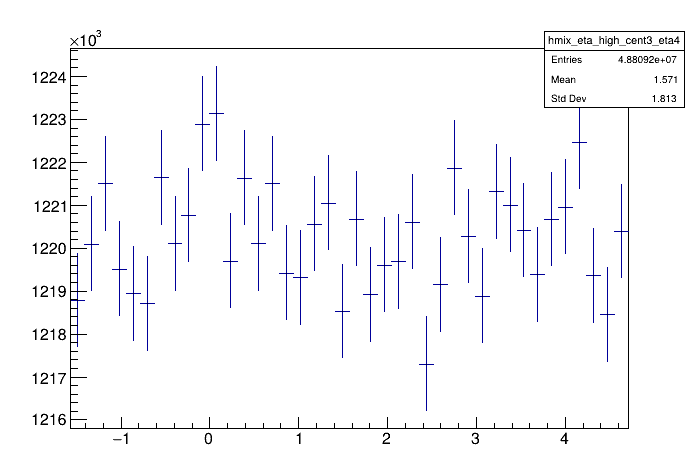 ×10³
hmix_eta_high_cent3_eta4
Entries 4.88092e+07
Mean 1.571
Std Dev 1.813
1224
1223
1222
1221
1220
1219
1218
1217
1216
−1 0 1 2 3 4